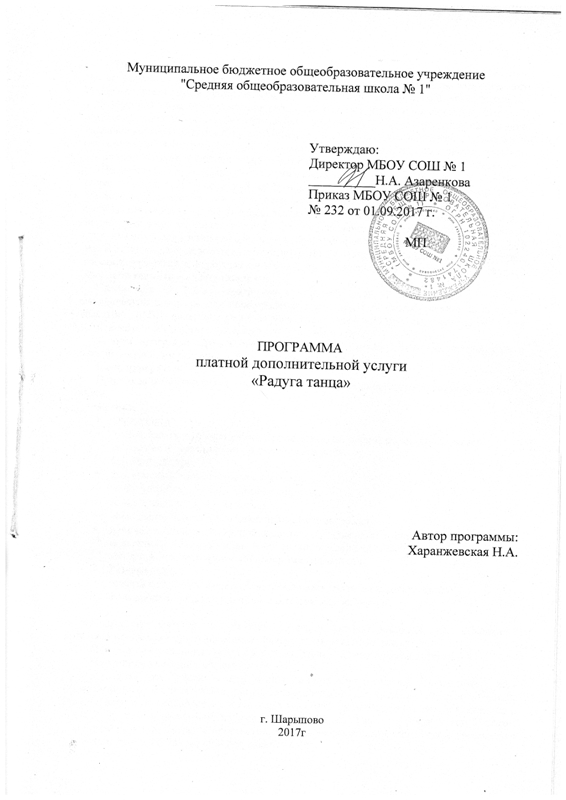 Муниципальное бюджетное общеобразовательное учреждение
"Средняя общеобразовательная школа № 1"
Утверждаю:
Директор МБОУ СОШ № 1
__________Н.А. Азаренкова
Приказ МБОУ СОШ № 1
№ 232 от 01.09.2017 г.
МП
ПРОГРАММА
платной дополнительной услуги
«Радуга танца»
Автор программы:
Харанжевская Н.А.
г. Шарыпово
2017г